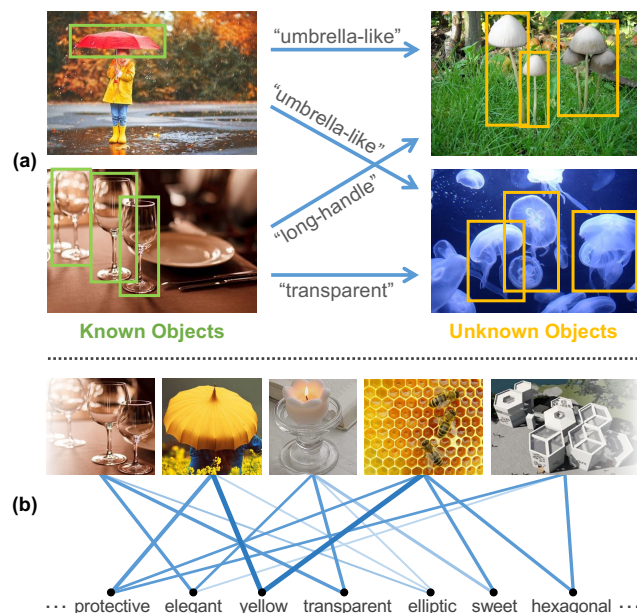 (a)
“umbrella-like”
“umbrella-like”
“long-handle”
“transparent”
Known Objects
Unknown Objects
(b)
··· protective elegant yellow transparent elliptic sweet hexagonal ···